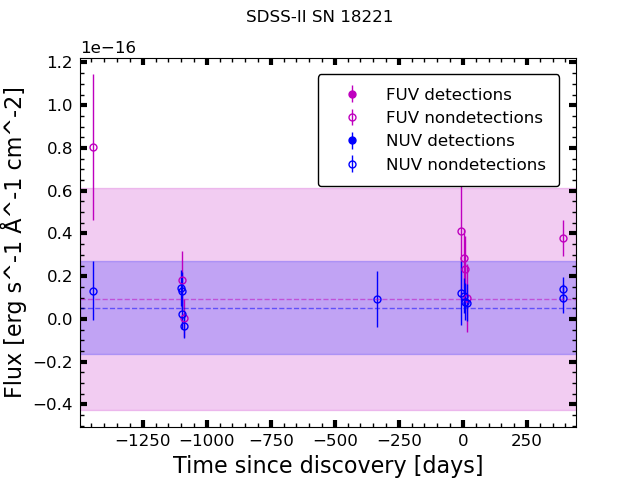 SDSS-II SN 18221
1e−16
1.2
1.0
0.8
0.6
0.4
0.2
0.0
−0.2
−0.4
Flux [erg s^-1 Å^-1 cm^-2]
FUV detections
FUV nondetections
NUV detections
NUV nondetections
−1250 −1000 −750 −500 −250 0 250
Time since discovery [days]